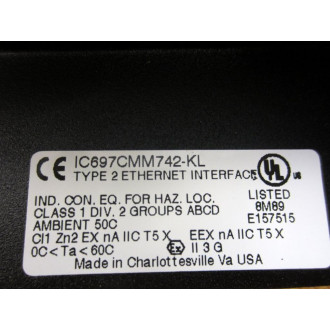 CE IC697CMM742-KL
TYPE 2 ETHERNET INTERFACE UL
IND. CON. EQ. FOR HAZ. LOC. LISTED
CLASS 1 DIV. 2 GROUPS ABCD 8M89
AMBIENT 50C E157515
Cl1 Zn2 EX nA IIC T5 X EEX nA IIC T5 X
0C < Ta < 60C Ex II 3 G
Made in Charlottesville Va USA